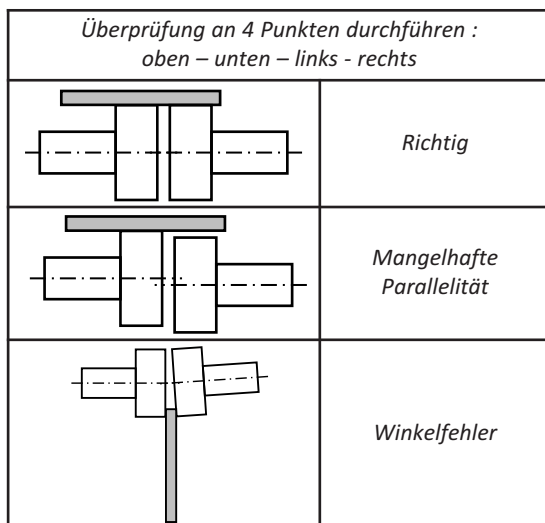 Überprüfung an 4 Punkten durchführen :
oben – unten – links - rechts
Richtig
Mangelhafte
Parallelität
Winkelfehler